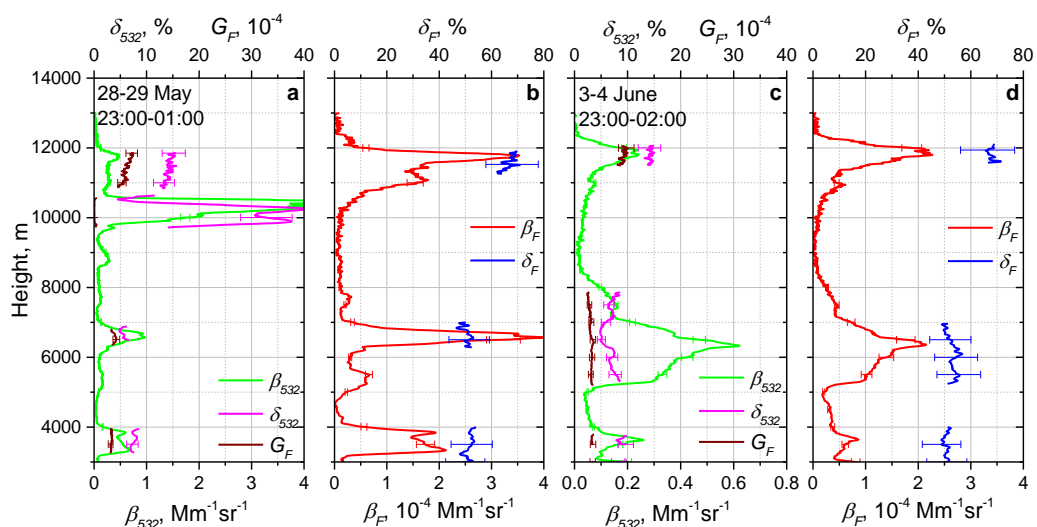 δ532, % GF, 10-4 δF, % δ532, % GF, 10-4 δF, %
0 10 20 30 40 0 20 40 60 80 0 10 20 30 40 0 20 40 60 80
14000
28-29 May a b 3-4 June c d
23:00-01:00 23:00-02:00
12000
10000
βF βF
δF δF
8000
Height, m
6000
β532 β532
δ532 δ532
4000
GF GF
0 1 2 3 4 0 1 2 3 4 0.0 0.2 0.4 0.6 0.8 0 2 4 6 8 10
β532, Mm-1sr-1 βF, 10-4 Mm-1sr-1 β532, Mm-1sr-1 βF, 10-4 Mm-1sr-1